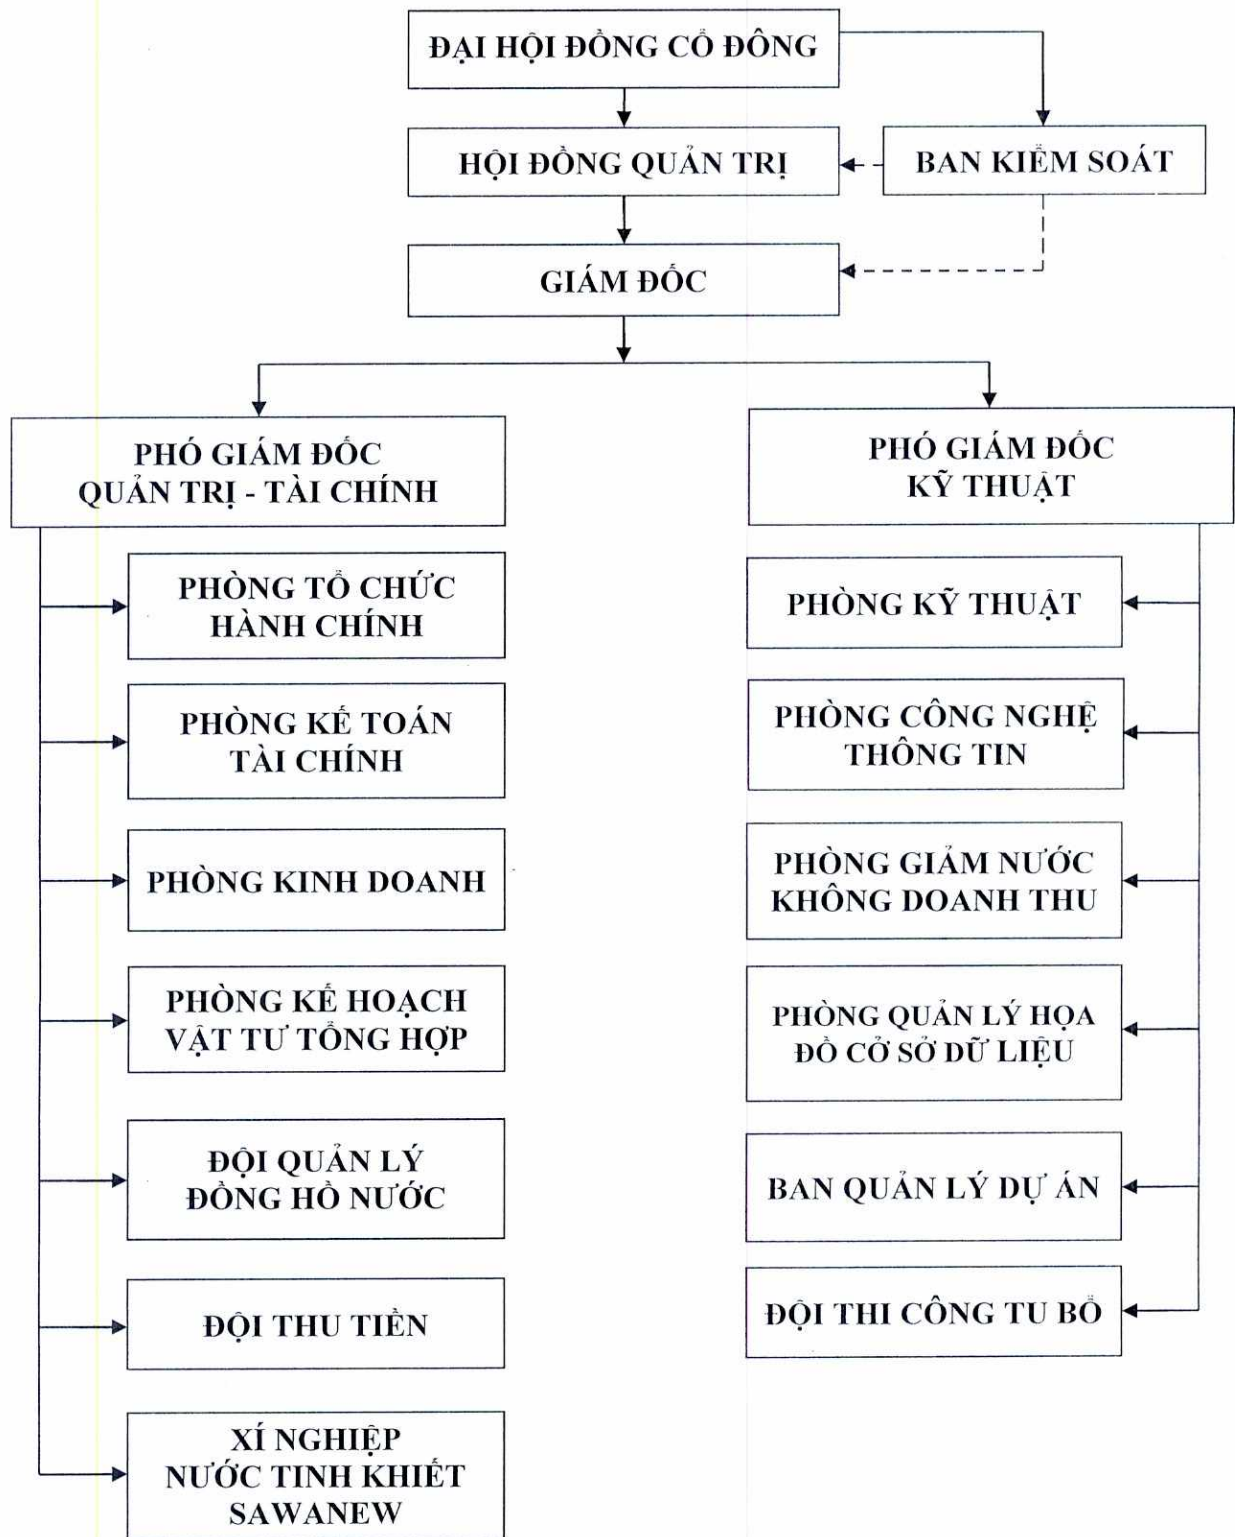 ĐẠI HỘI ĐỒNG CỔ ĐÔNG
HỘI ĐỒNG QUẢN TRỊ
BAN KIỂM SOÁT
GIÁM ĐỐC
PHÓ GIÁM ĐỐC
QUẢN TRỊ - TÀI CHÍNH
PHÒNG TỔ CHỨC
HÀNH CHÍNH
PHÒNG KẾ TOÁN
TÀI CHÍNH
PHÒNG KINH DOANH
PHÒNG KẾ HOẠCH
VẬT TƯ TỔNG HỢP
ĐỘI QUẢN LÝ
ĐỒNG HỒ NƯỚC
ĐỘI THU TIỀN
XÍ NGHIỆP
NƯỚC TINH KHIẾT
SAWANEW
PHÓ GIÁM ĐỐC
KỸ THUẬT
PHÒNG KỸ THUẬT
PHÒNG CÔNG NGHỆ
THÔNG TIN
PHÒNG GIẢM NƯỚC
KHÔNG DOANH THU
PHÒNG QUẢN LÝ HỌA
ĐỒ CỞ SỞ DỮ LIỆU
BAN QUẢN LÝ DỰ ÁN
ĐỘI THI CÔNG TU BỔ